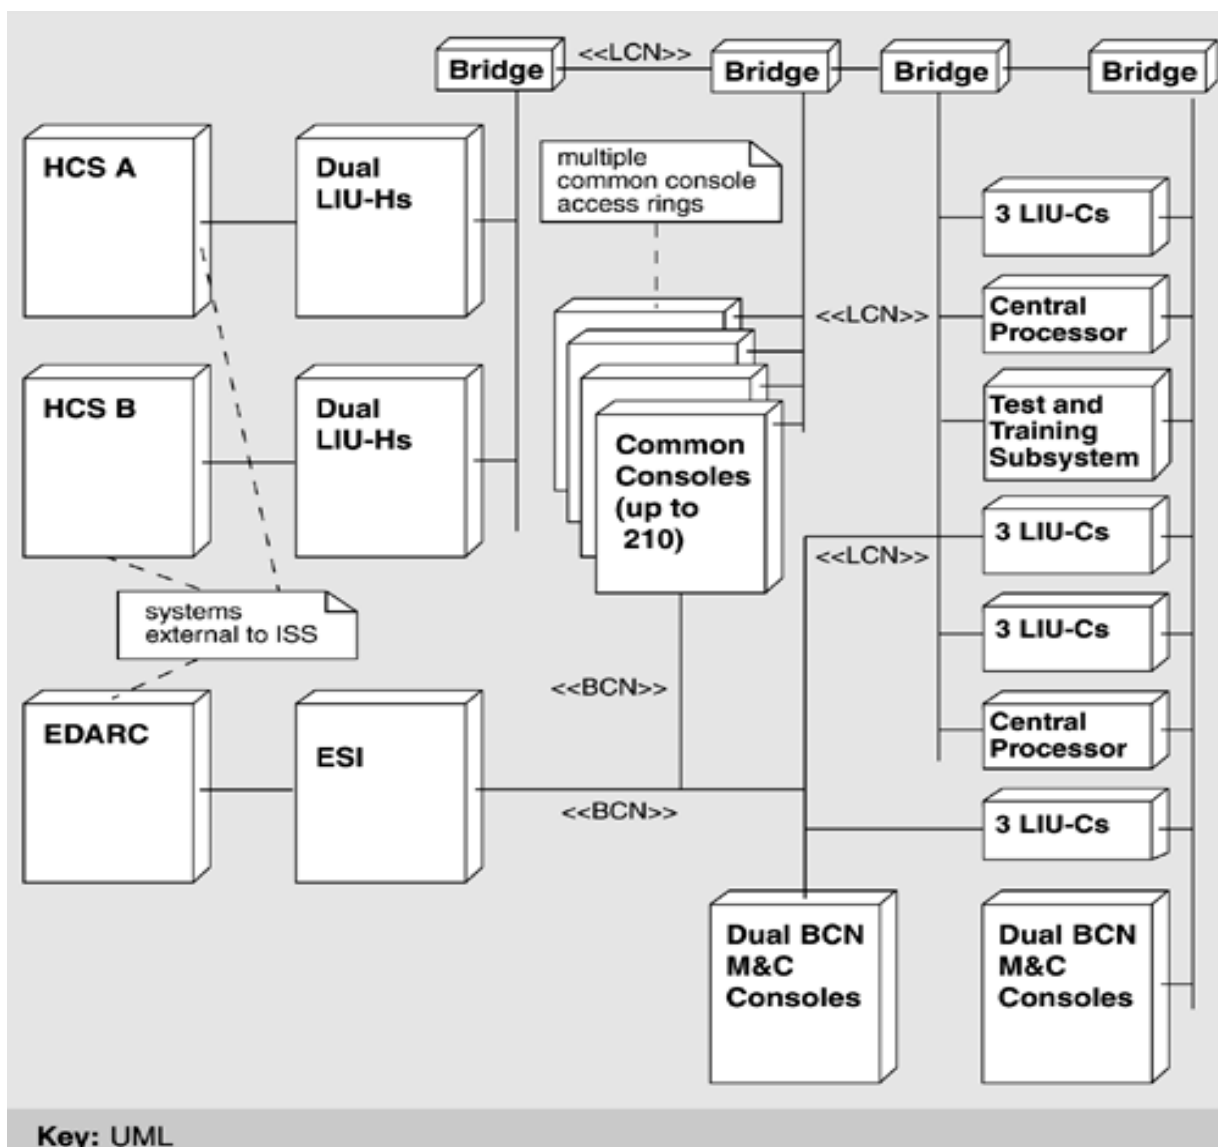 Bridge
<<LCN>>
Bridge
Bridge
Bridge
HCS A
Dual
LIU-Hs
multiple
common console
access rings
3 LIU-Cs
<<LCN>>
Central
Processor
HCS B
Dual
LIU-Hs
Common
Consoles
(up to
210)
Test and
Training
Subsystem
3 LIU-Cs
<<LCN>>
systems
external to ISS
3 LIU-Cs
<<BCN>>
EDARC
ESI
Central
Processor
<<BCN>>
3 LIU-Cs
Dual BCN
M&C
Consoles
Dual BCN
M&C
Consoles
Key: UML